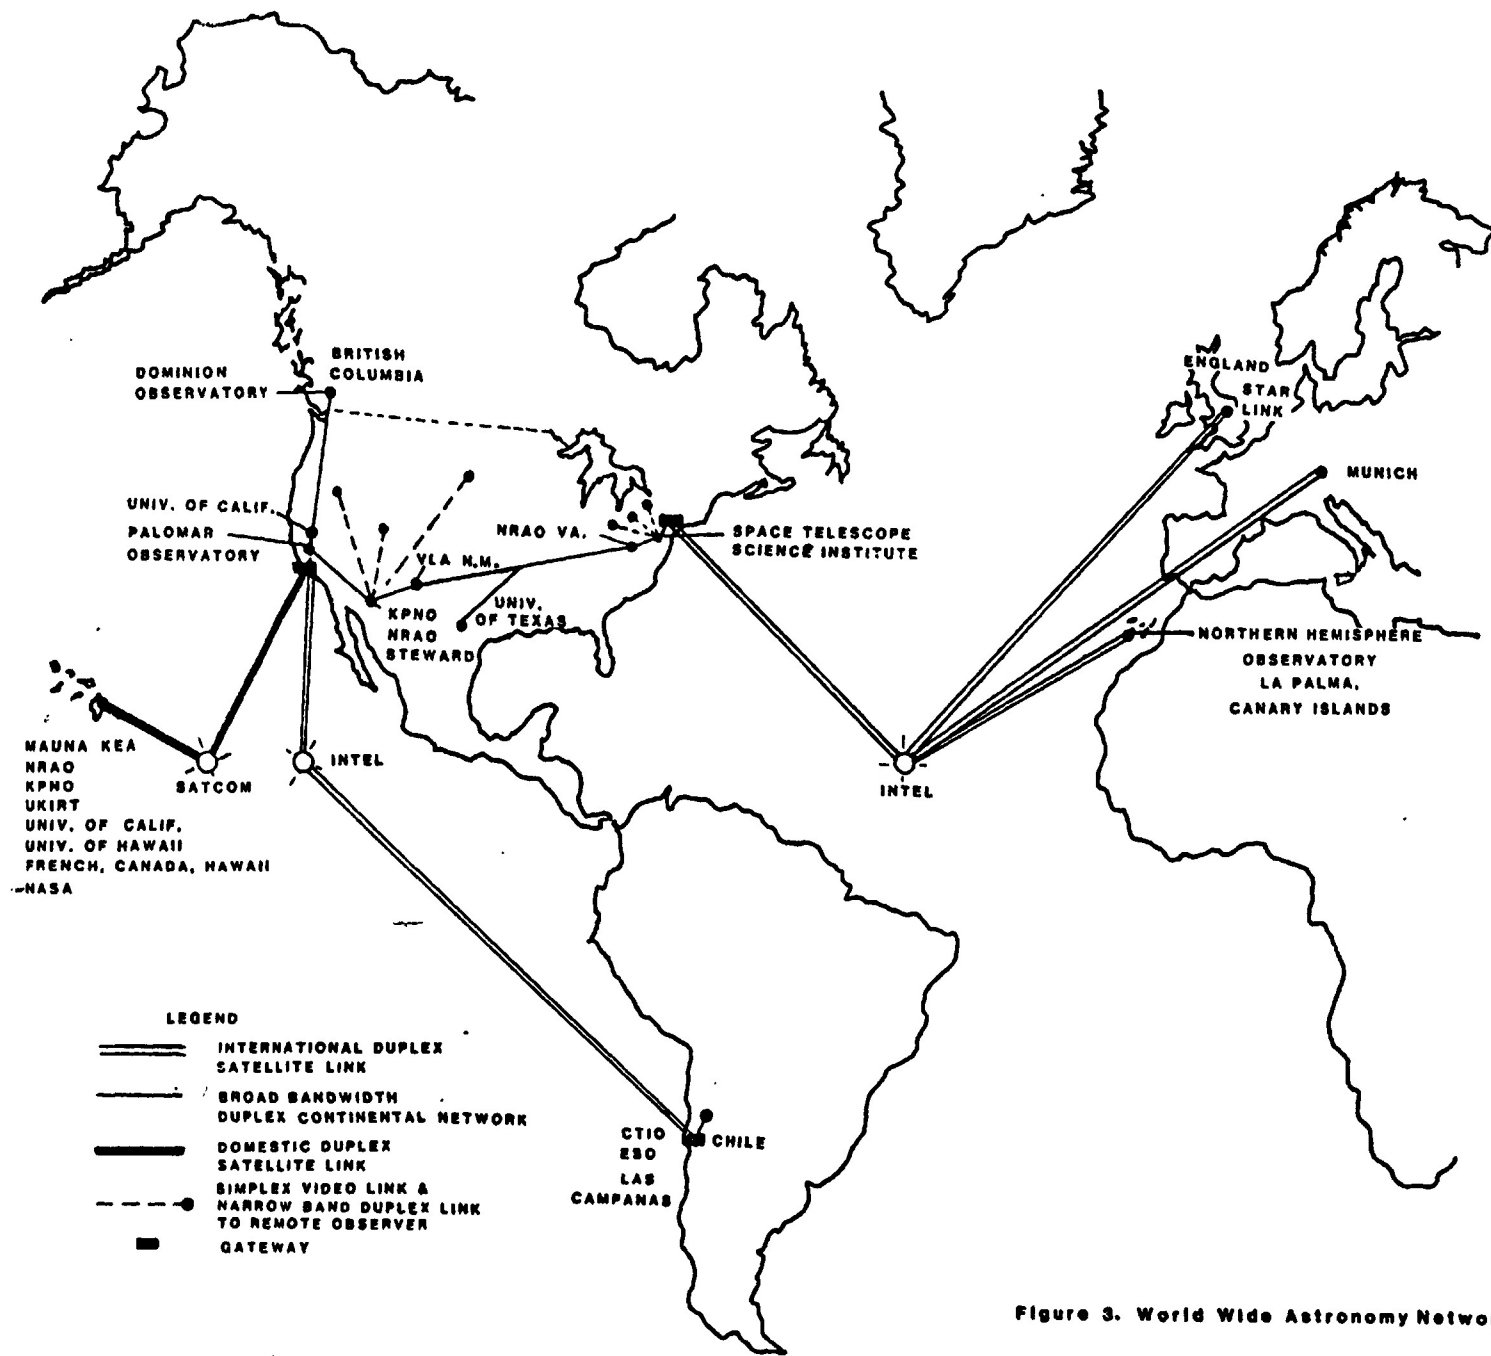 BRITISH
COLUMBIA
DOMINION
OBSERVATORY
UNIV. OF CALIF.
PALOMAR
OBSERVATORY
NRAO VA.
VLA N.M.
SPACE TELESCOPE
SCIENCE INSTITUTE
KPNO
NRAO
STEWARD
UNIV.
OF TEXAS
ENGLAND
STAR
LINK
MUNICH
NORTHERN HEMISPHERE
OBSERVATORY
LA PALMA,
CANARY ISLANDS
MAUNA KEA
NRAO
KPNO
UKIRT
UNIV. OF CALIF.
UNIV. OF HAWAII
FRENCH, CANADA, HAWAII
NASA
SATCOM
INTEL
INTEL
CTIO
ESO
LAS
CAMPANAS
CHILE
LEGEND
INTERNATIONAL DUPLEX
SATELLITE LINK
BROAD BANDWIDTH
DUPLEX CONTINENTAL NETWORK
DOMESTIC DUPLEX
SATELLITE LINK
SIMPLEX VIDEO LINK &
NARROW BAND DUPLEX LINK
TO REMOTE OBSERVER
GATEWAY
Figure 3. World Wide Astronomy Netwo